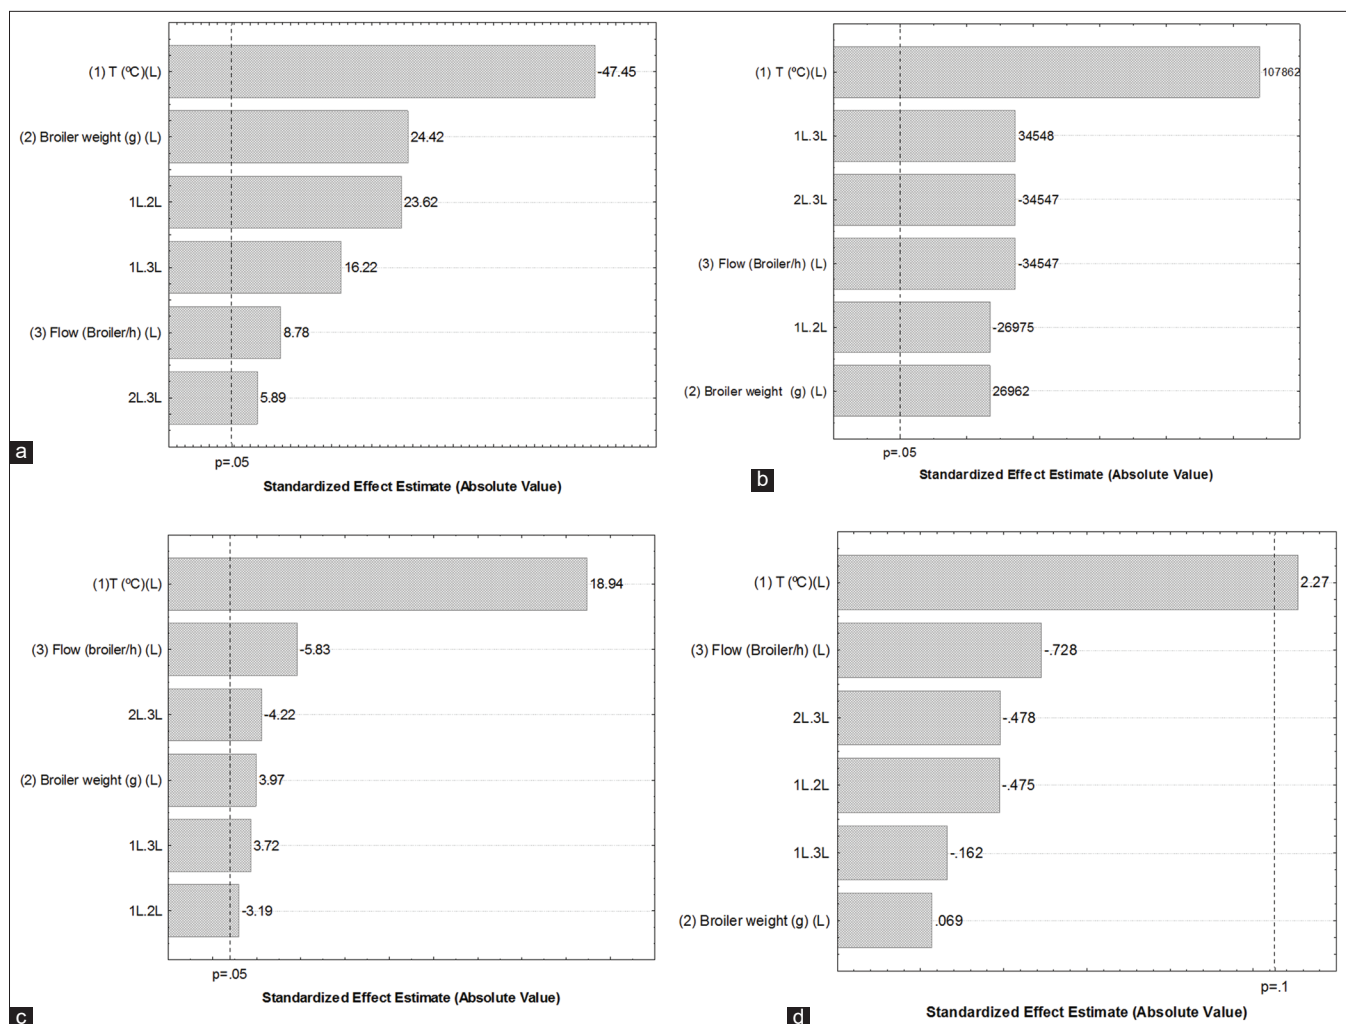 (1) T (ºC)(L)
-47.45
(2) Broiler weight (g) (L)
24.42
1L.2L
23.62
1L.3L
16.22
(3) Flow (Broiler/h) (L)
8.78
2L.3L
5.89
p=.05
Standardized Effect Estimate (Absolute Value)
a
(1) T (ºC)(L)
107862
1L.3L
34548
2L.3L
-34547
(3) Flow (Broiler/h) (L)
-34547
1L.2L
-26975
(2) Broiler weight (g) (L)
26962
p=.05
Standardized Effect Estimate (Absolute Value)
b
(1)T (ºC)(L)
18.94
(3) Flow (broiler/h) (L)
-5.83
2L.3L
-4.22
(2) Broiler weight (g) (L)
3.97
1L.3L
3.72
1L.2L
-3.19
p=.05
Standardized Effect Estimate (Absolute Value)
c
(1) T (ºC)(L)
2.27
(3) Flow (Broiler/h) (L)
-.728
2L.3L
-.478
1L.2L
-.475
1L.3L
-.162
(2) Broiler weight (g) (L)
.069
p=.1
Standardized Effect Estimate (Absolute Value)
d